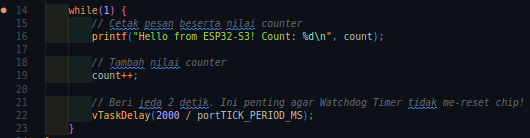 14 while(1) {
15 // Cetak pesan beserta nilai counter
16 printf("Hello from ESP32-S3! Count: %d\n", count);
17
18 // Tambah nilai counter
19 count++;
20
21 // Beri jeda 2 detik. Ini penting agar Watchdog Timer tidak me-reset chip!
22 vTaskDelay(2000 / portTICK_PERIOD_MS);
23 }